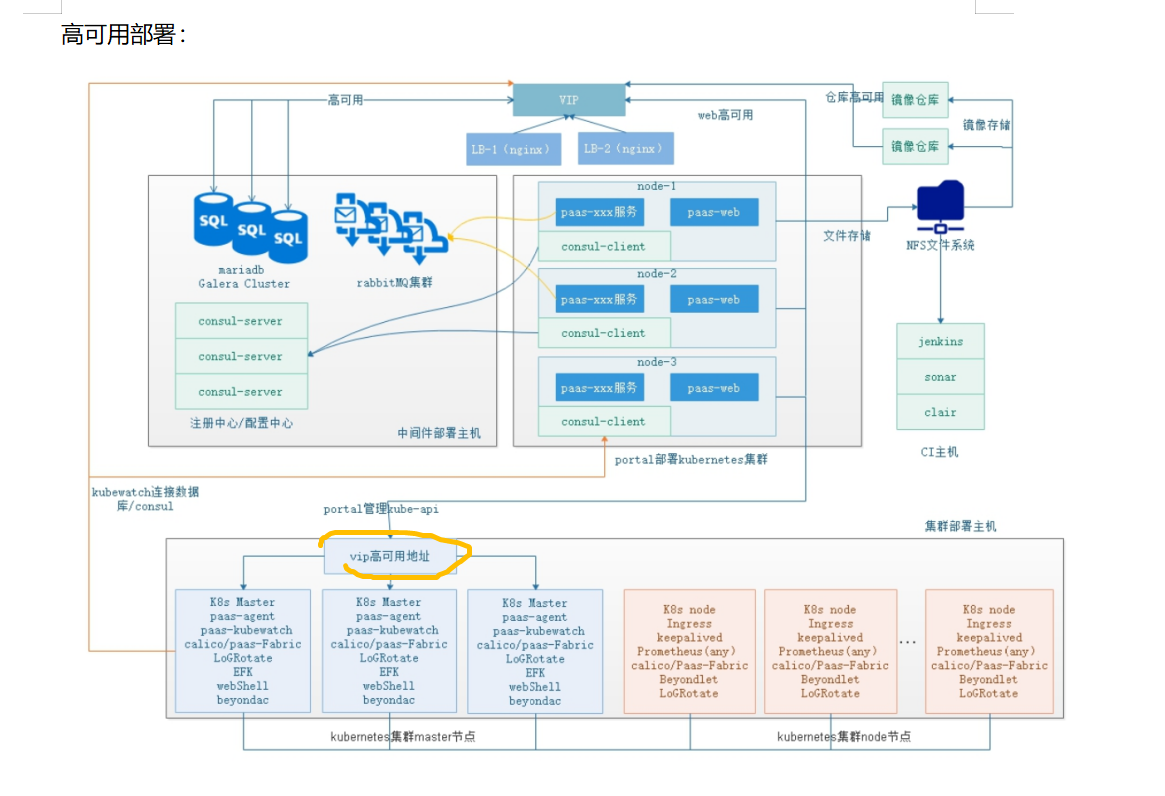 高可用部署：
VIP
高可用
web高可用
仓库高可用
镜像仓库
镜像存储
镜像仓库
LB-1（nginx）
LB-2（nginx）
SQL
SQL
SQL
mariadb
Galera Cluster
rabbitMQ集群
consul-server
consul-server
consul-server
注册中心/配置中心
中间件部署主机
node-1
paas-xxx服务
paas-web
consul-client
node-2
paas-xxx服务
paas-web
consul-client
node-3
paas-xxx服务
paas-web
consul-client
文件存储
NFS文件系统
jenkins
sonar
clair
CI主机
portal部署kubernetes集群
kubewatch连接数据
库/consul
portal管理kube-api
集群部署主机
vip高可用地址
K8s Master
paas-agent
paas-kubewatch
calico/paas-Fabric
LoGRotate
EFK
webShell
beyondac
K8s Master
paas-agent
paas-kubewatch
calico/paas-Fabric
LoGRotate
EFK
webShell
beyondac
K8s Master
paas-agent
paas-kubewatch
calico/paas-Fabric
LoGRotate
EFK
webShell
beyondac
K8s node
Ingress
keepalived
Prometheus(any)
calico/Paas-Fabric
Beyondlet
LoGRotate
K8s node
Ingress
keepalived
Prometheus(any)
calico/Paas-Fabric
Beyondlet
LoGRotate
...
K8s node
Ingress
keepalived
Prometheus(any)
calico/Paas-Fabric
Beyondlet
LoGRotate
kubernetes集群master节点
kubernetes集群node节点